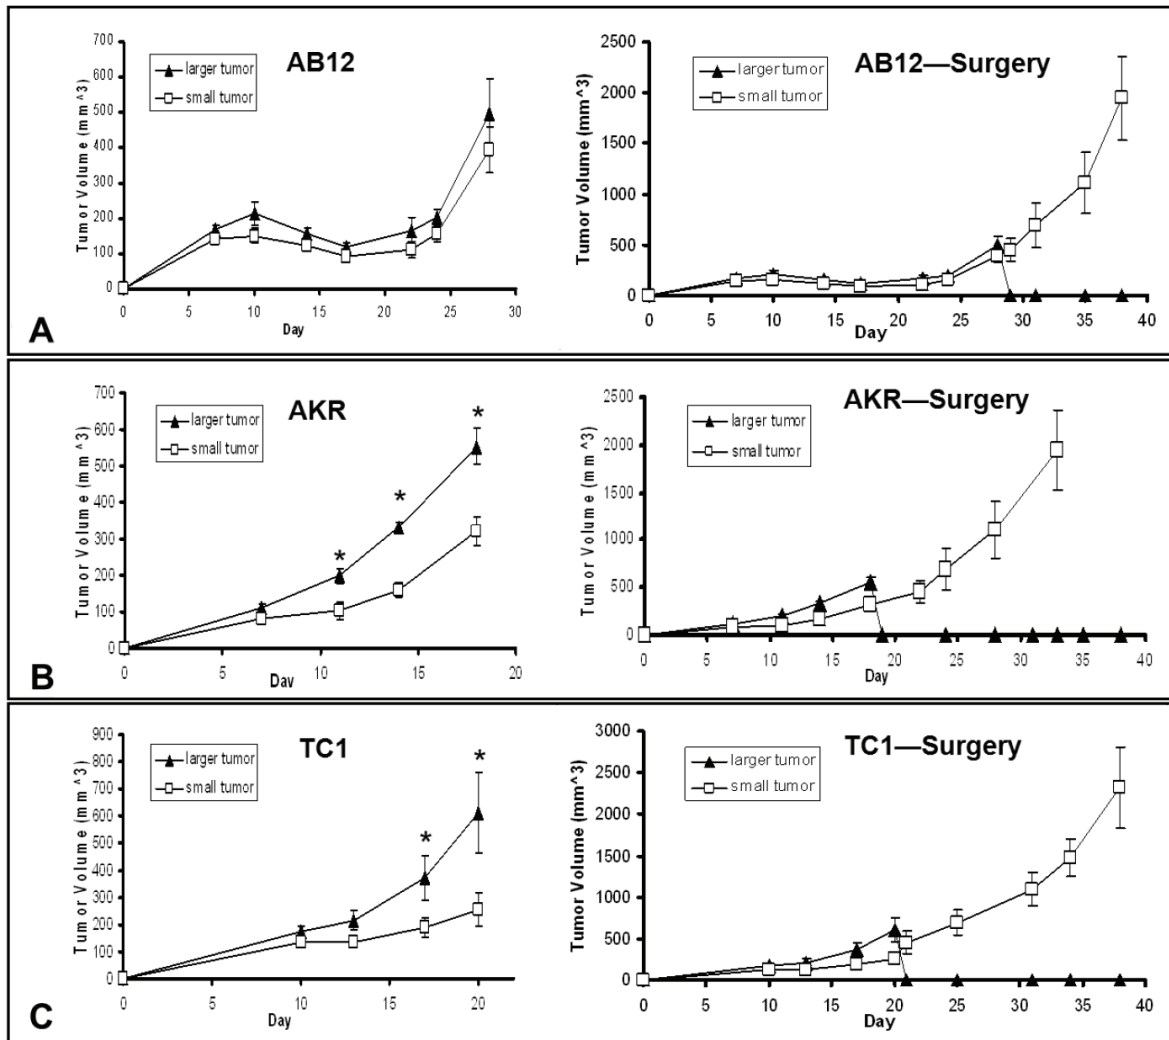 AB12
larger tumor
small tumor
Tumor Volume (mm^3)
700
600
500
400
300
200
100
0
0 5 10 15 20 25 30
Day
A
AB12—Surgery
larger tumor
small tumor
Tumor Volume (mm^3)
2500
2000
1500
1000
500
0
0 5 10 15 20 25 30 35 40
Day
AKR
larger tumor
small tumor
Tumor Volume (mm^3)
700
600
500
400
300
200
100
0
* * *
0 5 10 15 20
Day
B
AKR—Surgery
larger tumor
small tumor
Tumor Volume (mm^3)
2500
2000
1500
1000
500
0
0 5 10 15 20 25 30 35 40
Day
TC1
larger tumor
small tumor
Tumor Volume (mm^3)
900
800
700
600
500
400
300
200
100
0
* *
0 5 10 15 20
Day
C
TC1—Surgery
larger tumor
small tumor
Tumor Volume (mm^3)
3000
2500
2000
1500
1000
500
0
0 5 10 15 20 25 30 35 40
Day